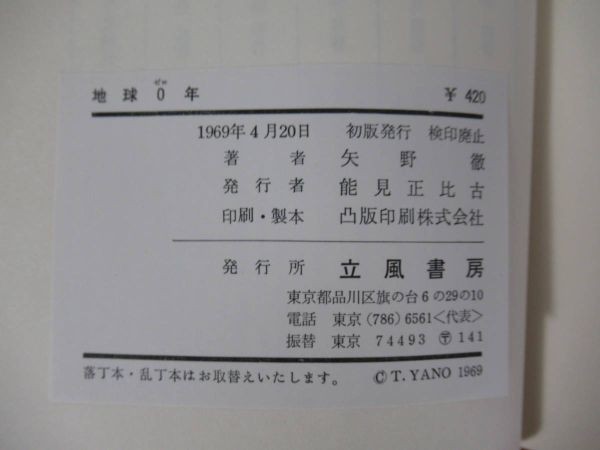 地球0年 ¥420
ゼロ
1969年4月20日 初版発行 検印廃止
著者 矢野徹
発行者 能見正比古
印刷・製本 凸版印刷株式会社
発行所 立風書房
東京都品川区旗の台6の29の10
電話 東京(786)6561<代表>
振替 東京 74493 〒141
落丁本・乱丁本はお取替えいたします。 ©T. YANO 1969